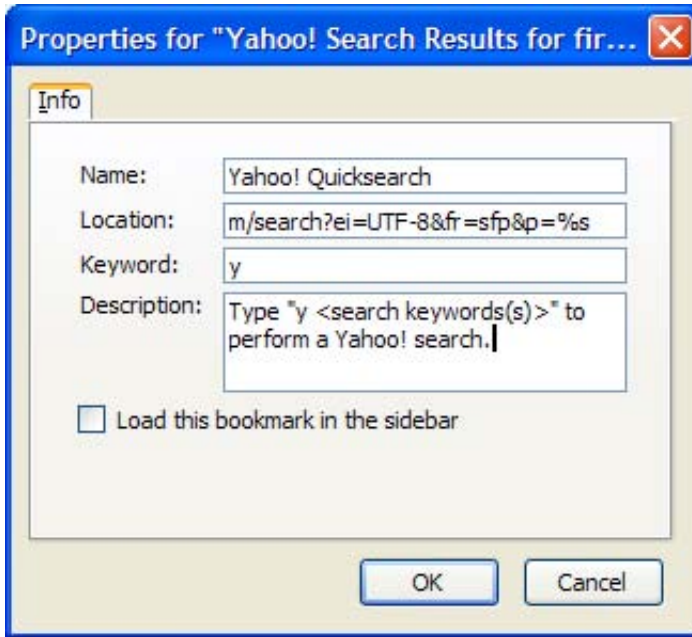 Properties for "Yahoo! Search Results for fir...
Info
Name: Yahoo! Quicksearch
Location: m/search?ei=UTF-8&fr=sfp&p=%s
Keyword: y
Description: Type "y <search keywords(s)>" to
perform a Yahoo! search.
Load this bookmark in the sidebar
OK Cancel